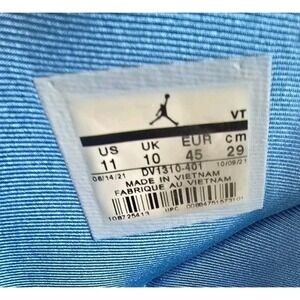 VT
US UK EUR cm
11 10 45 29
08/14/21 DV1310-401 10/09/21
MADE IN VIETNAM
FABRIQUE AU VIETNAM
UPC